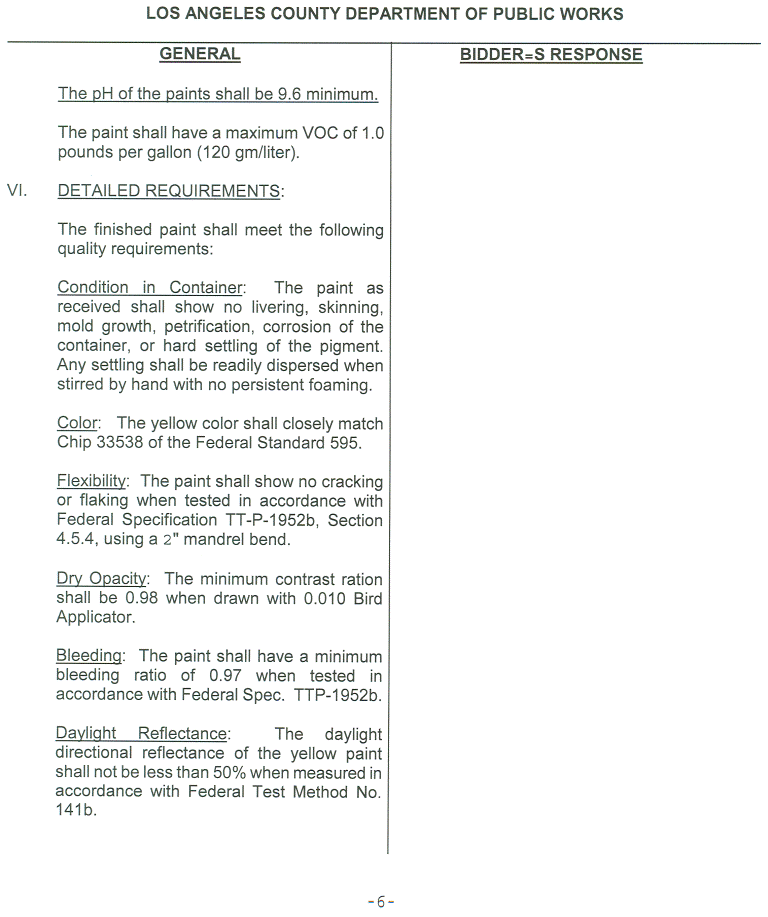 LOS ANGELES COUNTY DEPARTMENT OF PUBLIC WORKS
GENERAL
BIDDER=S RESPONSE
The pH of the paints shall be 9.6 minimum.
The paint shall have a maximum VOC of 1.0
pounds per gallon (120 gm/liter).
VI. DETAILED REQUIREMENTS:
The finished paint shall meet the following
quality requirements:
Condition in Container: The paint as
received shall show no livering, skinning,
mold growth, petrification, corrosion of the
container, or hard settling of the pigment.
Any settling shall be readily dispersed when
stirred by hand with no persistent foaming.
Color: The yellow color shall closely match
Chip 33538 of the Federal Standard 595.
Flexibility: The paint shall show no cracking
or flaking when tested in accordance with
Federal Specification TT-P-1952b, Section
4.5.4, using a 2" mandrel bend.
Dry Opacity: The minimum contrast ration
shall be 0.98 when drawn with 0.010 Bird
Applicator.
Bleeding: The paint shall have a minimum
bleeding ratio of 0.97 when tested in
accordance with Federal Spec. TTP-1952b.
Daylight Reflectance: The daylight
directional reflectance of the yellow paint
shall not be less than 50% when measured in
accordance with Federal Test Method No.
141b.
-6-